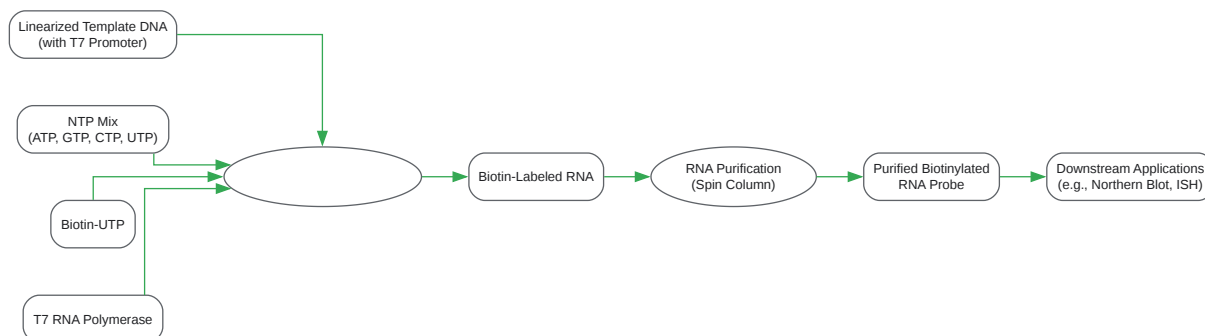 Linearized Template DNA
(with T7 Promoter)
NTP Mix
(ATP, GTP, CTP, UTP)
Biotin-UTP
T7 RNA Polymerase
Biotin-Labeled RNA
RNA Purification
(Spin Column)
Purified Biotinylated
RNA Probe
Downstream Applications
(e.g., Northern Blot, ISH)